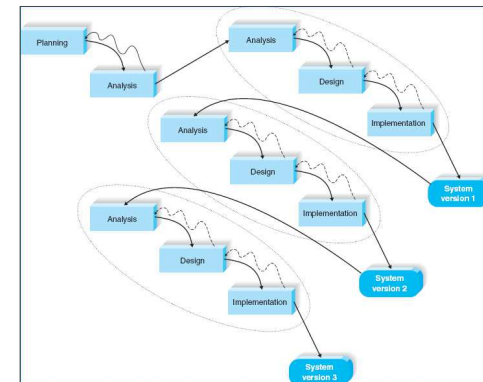 Planning
Analysis
Analysis
Design
Implementation
System
version 1
Analysis
Design
Implementation
System
version 2
Analysis
Design
Implementation
System
version 3